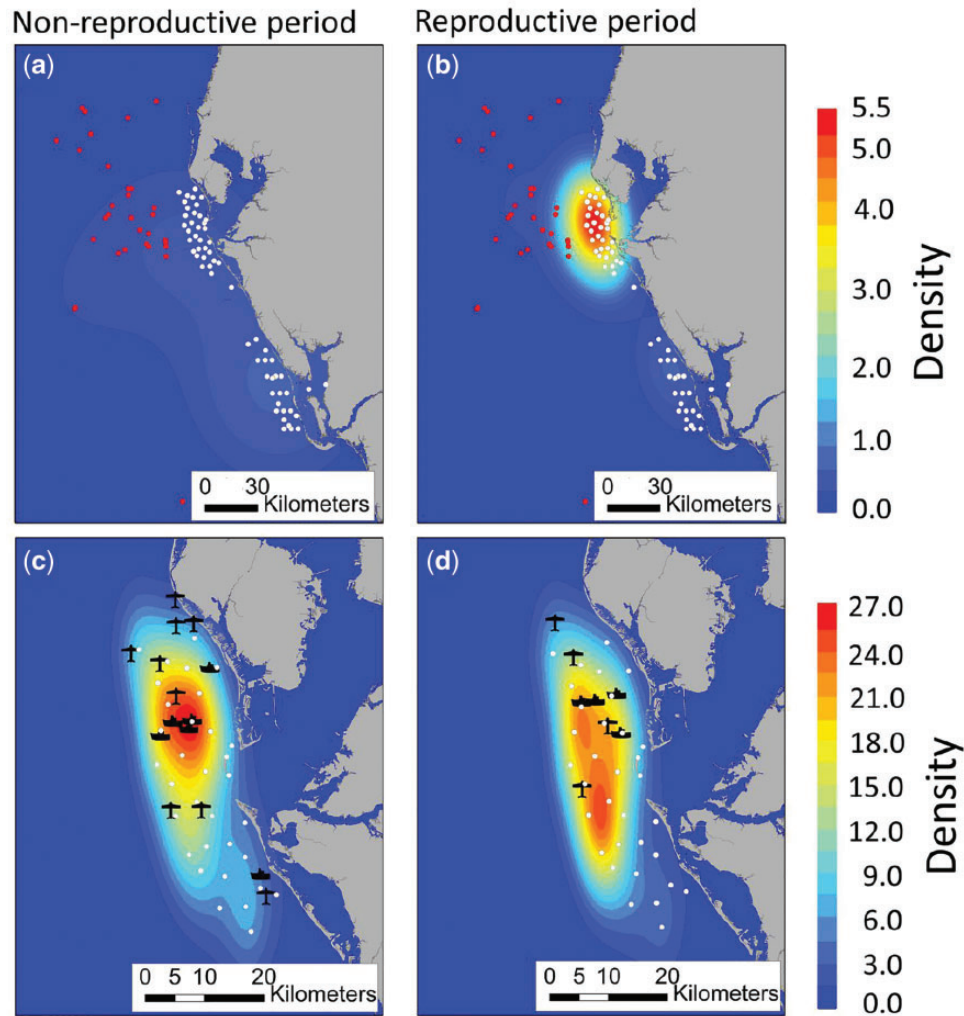 Non-reproductive period
Reproductive period
(a)
(b)
5.5
5.0
4.0
3.0
2.0
1.0
0.0
Density
0 30
Kilometers
0 30
Kilometers
(c)
(d)
27.0
24.0
21.0
18.0
15.0
12.0
9.0
6.0
3.0
0.0
Density
0 5 10 20
Kilometers
0 5 10 20
Kilometers